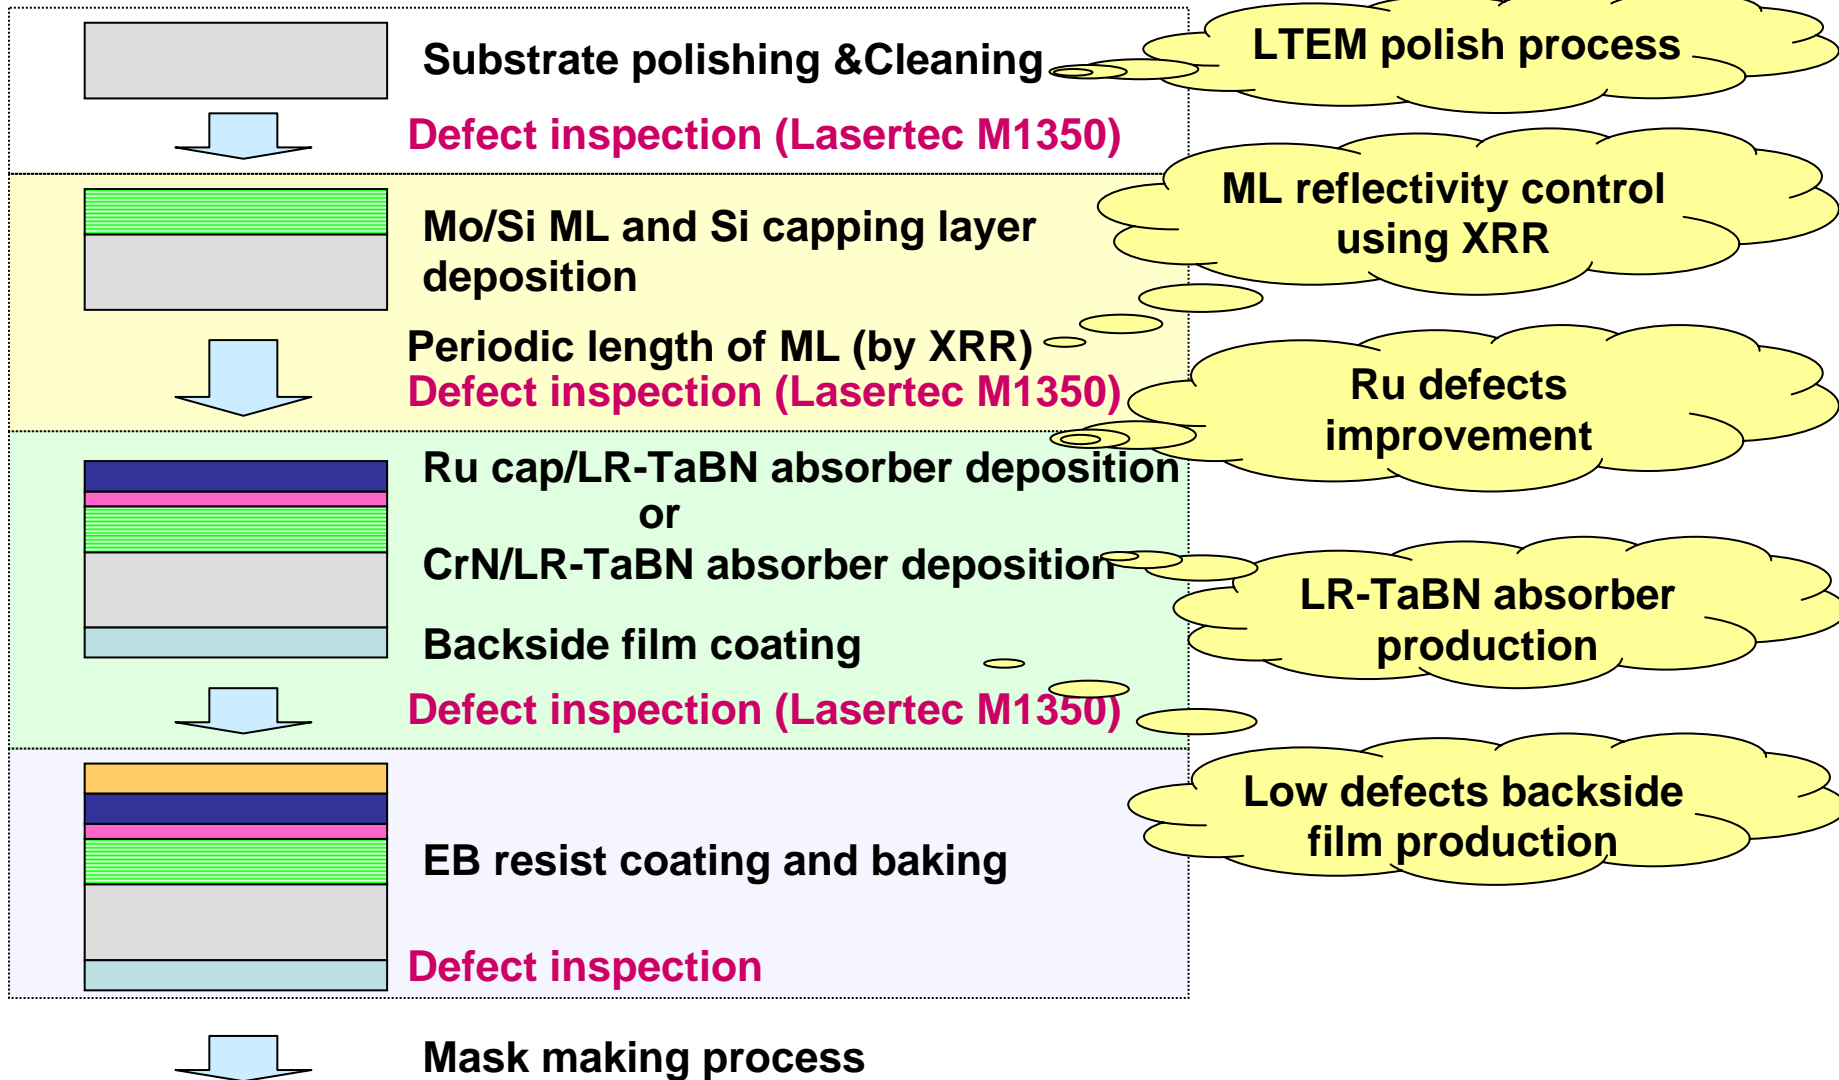 Substrate polishing &Cleaning
LTEM polish process
Defect inspection (Lasertec M1350)
Mo/Si ML and Si capping layer
deposition
ML reflectivity control
using XRR
Periodic length of ML (by XRR)
Defect inspection (Lasertec M1350)
Ru defects
improvement
Ru cap/LR-TaBN absorber deposition
or
CrN/LR-TaBN absorber deposition
LR-TaBN absorber
production
Backside film coating
Defect inspection (Lasertec M1350)
Low defects backside
film production
EB resist coating and baking
Defect inspection
Mask making process